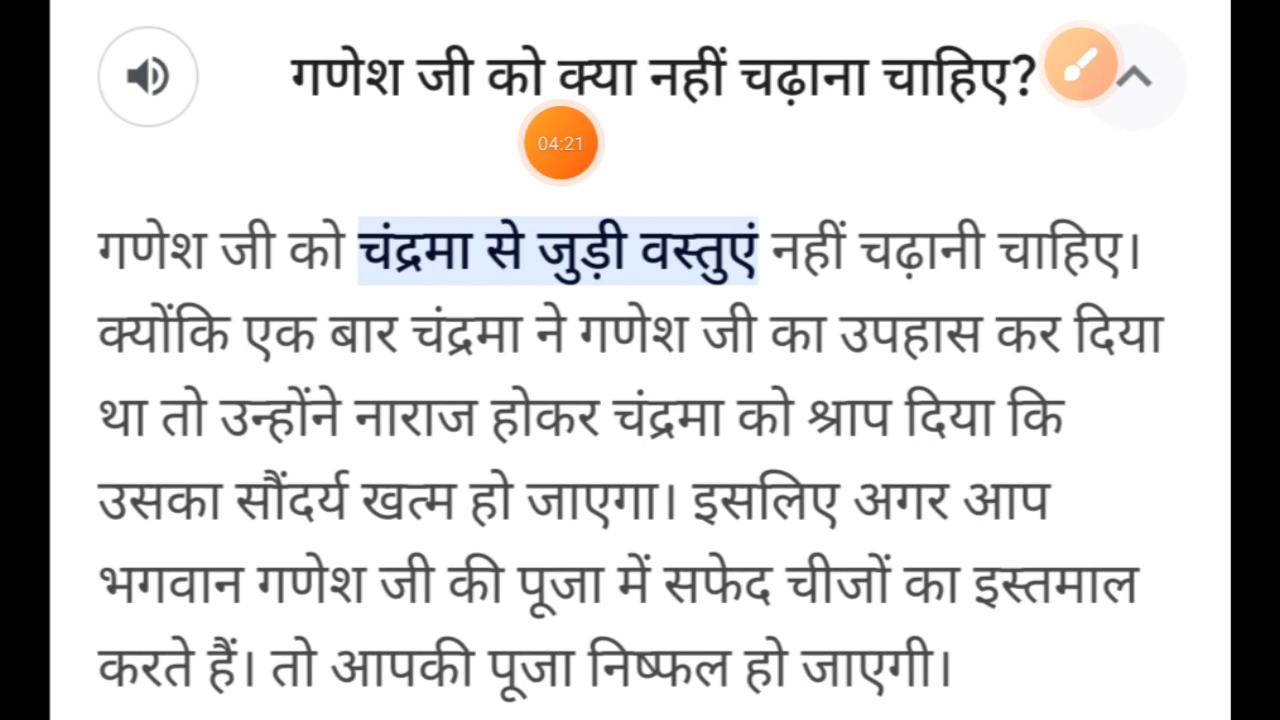 गणेश जी को क्या नहीं चढ़ाना चाहिए?
04:21
गणेश जी को चंद्रमा से जुड़ी वस्तुएं नहीं चढ़ानी चाहिए।
क्योंकि एक बार चंद्रमा ने गणेश जी का उपहास कर दिया
था तो उन्होंने नाराज होकर चंद्रमा को श्राप दिया कि
उसका सौंदर्य खत्म हो जाएगा। इसलिए अगर आप
भगवान गणेश जी की पूजा में सफेद चीजों का इस्तमाल
करते हैं। तो आपकी पूजा निष्फल हो जाएगी।